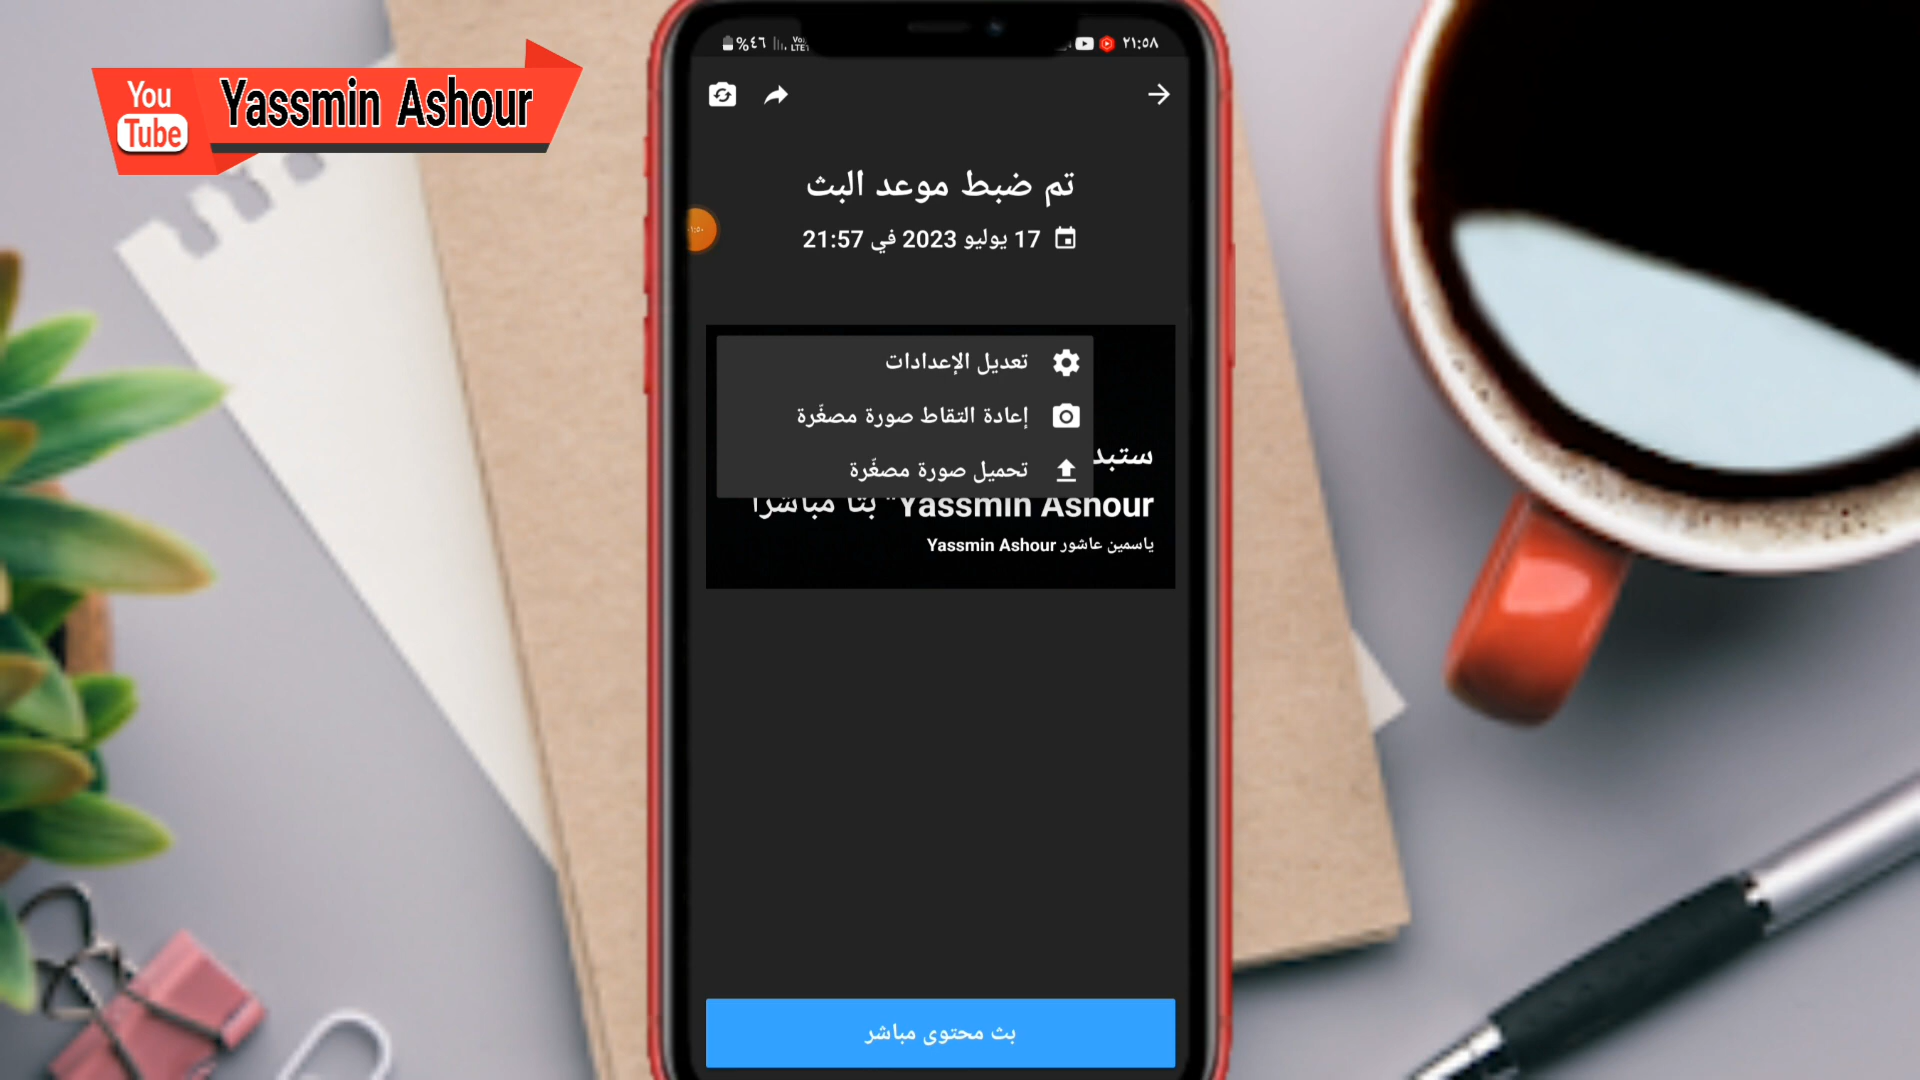 You
Tube
Yassmin Ashour
%٤٦
Vo)
LTE1
٢١:٥٨
تم ضبط موعد البث
17 يوليو 2023 في 21:57
تعديل الإعدادات
إعادة التقاط صورة مصغّرة
تحميل صورة مصغّرة
ستبد
Yassmin Ashour" بثًا مباشرًا
ياسمين عاشور Yassmin Ashour
بث محتوى مباشر